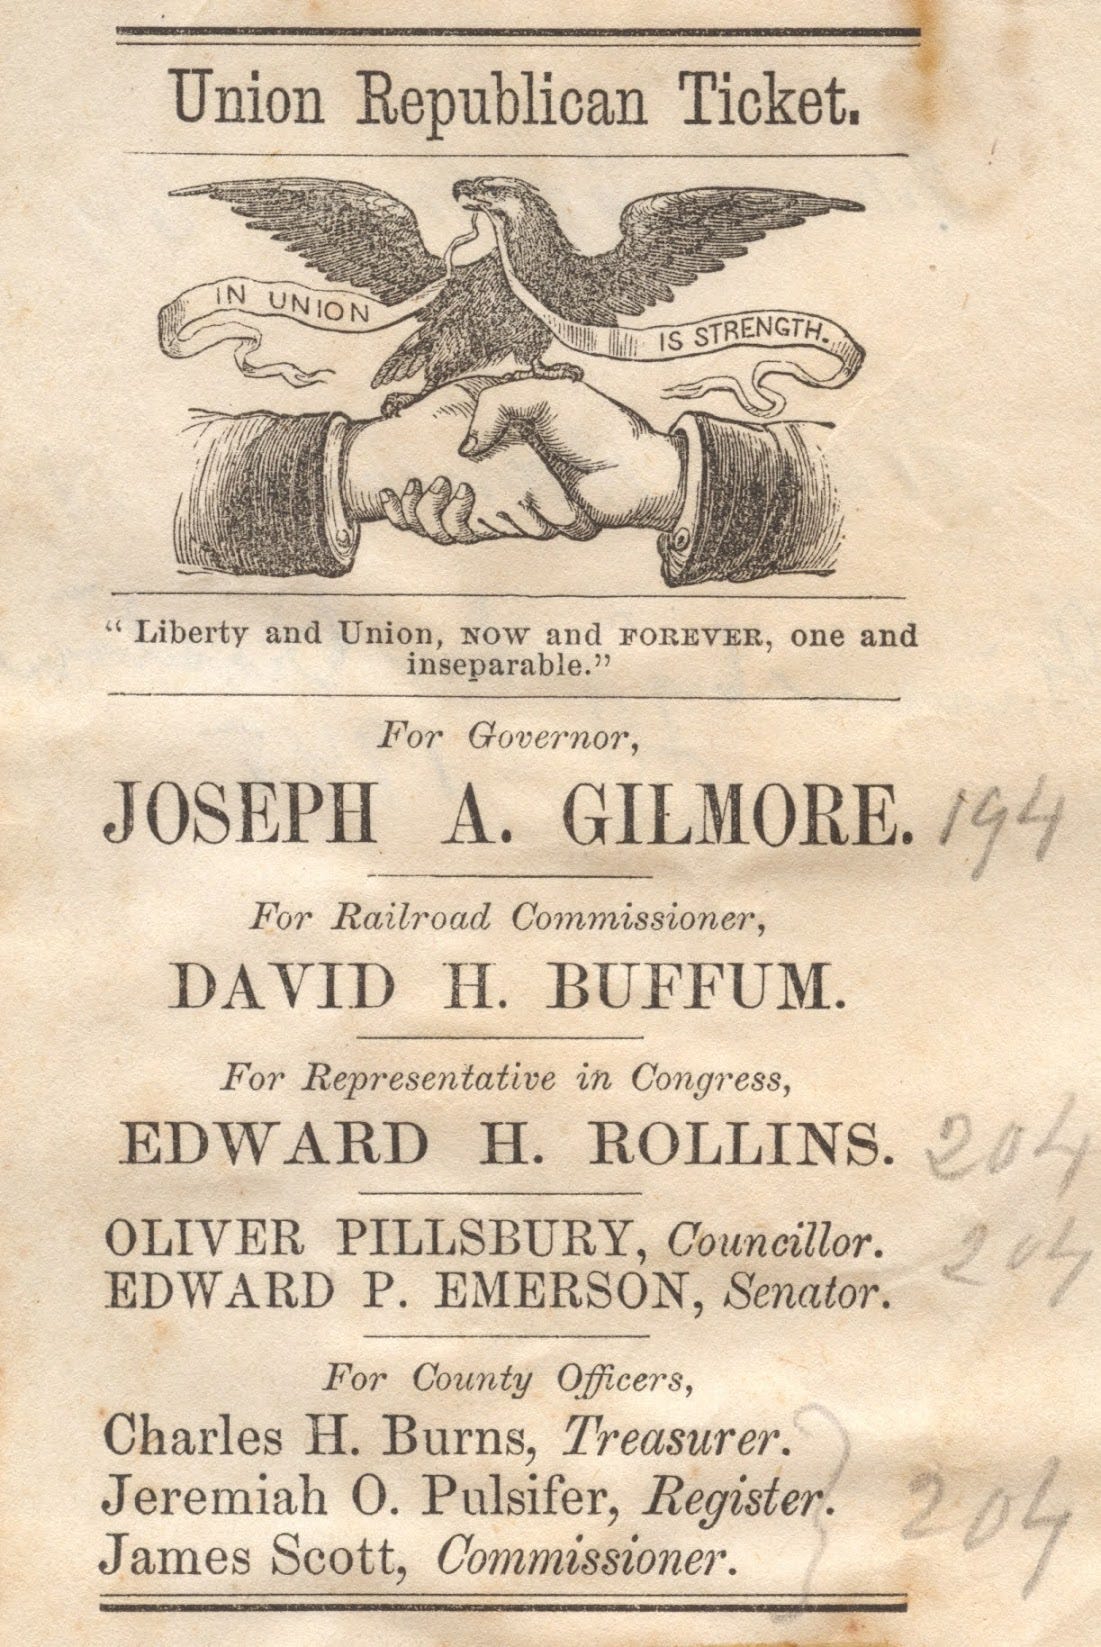 Union Republican Ticket.
IN UNION
IS STRENGTH.
“ Liberty and Union, NOW and FOREVER, one and
inseparable.”
For Governor,
JOSEPH A. GILMORE. 194
For Railroad Commissioner,
DAVID H. BUFFUM.
For Representative in Congress,
EDWARD H. ROLLINS. 204
OLIVER PILLSBURY, Councillor. 204
EDWARD P. EMERSON, Senator.
For County Officers,
Charles H. Burns, Treasurer.
Jeremiah O. Pulsifer, Register. 204
James Scott, Commissioner.